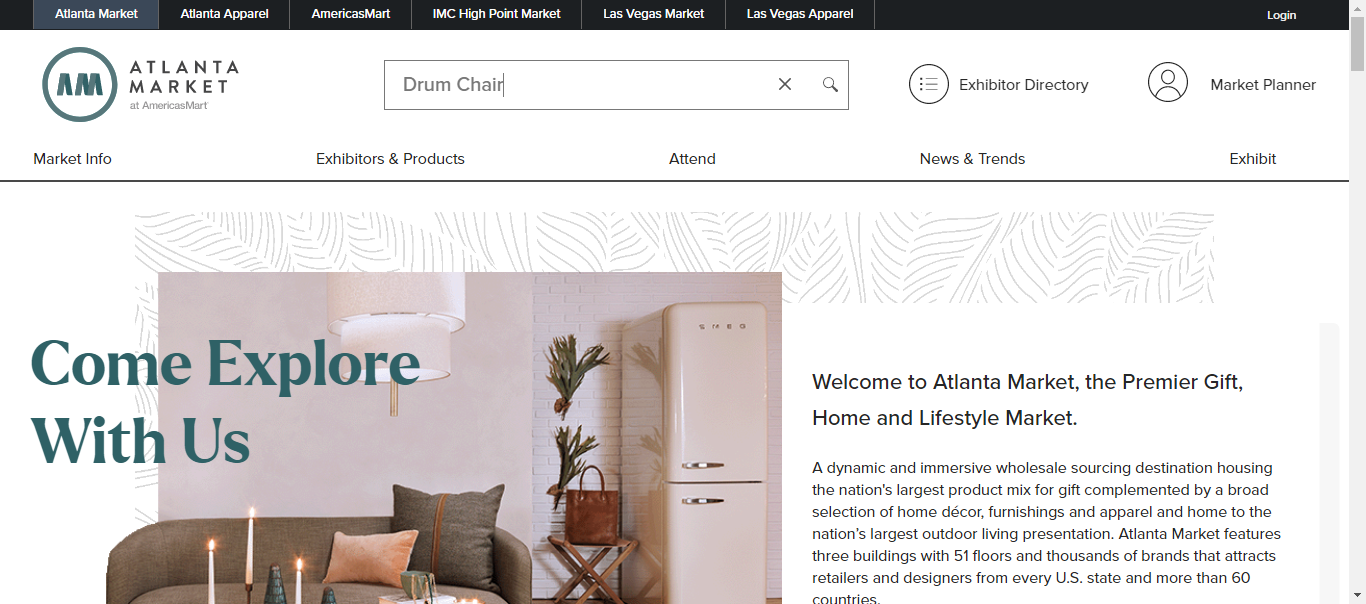 Atlanta Market
Atlanta Apparel
AmericasMart
IMC High Point Market
Las Vegas Market
Las Vegas Apparel
Login
ATLANTA
MARKET
at AmericasMart
AM
Drum Chair
Exhibitor Directory
Market Planner
Market Info
Exhibitors & Products
Attend
News & Trends
Exhibit
Come Explore
With Us
SMEG
Welcome to Atlanta Market, the Premier Gift,
Home and Lifestyle Market.
A dynamic and immersive wholesale sourcing destination housing
the nation's largest product mix for gift complemented by a broad
selection of home décor, furnishings and apparel and home to the
nation’s largest outdoor living presentation. Atlanta Market features
three buildings with 51 floors and thousands of brands that attracts
retailers and designers from every U.S. state and more than 60
countries.